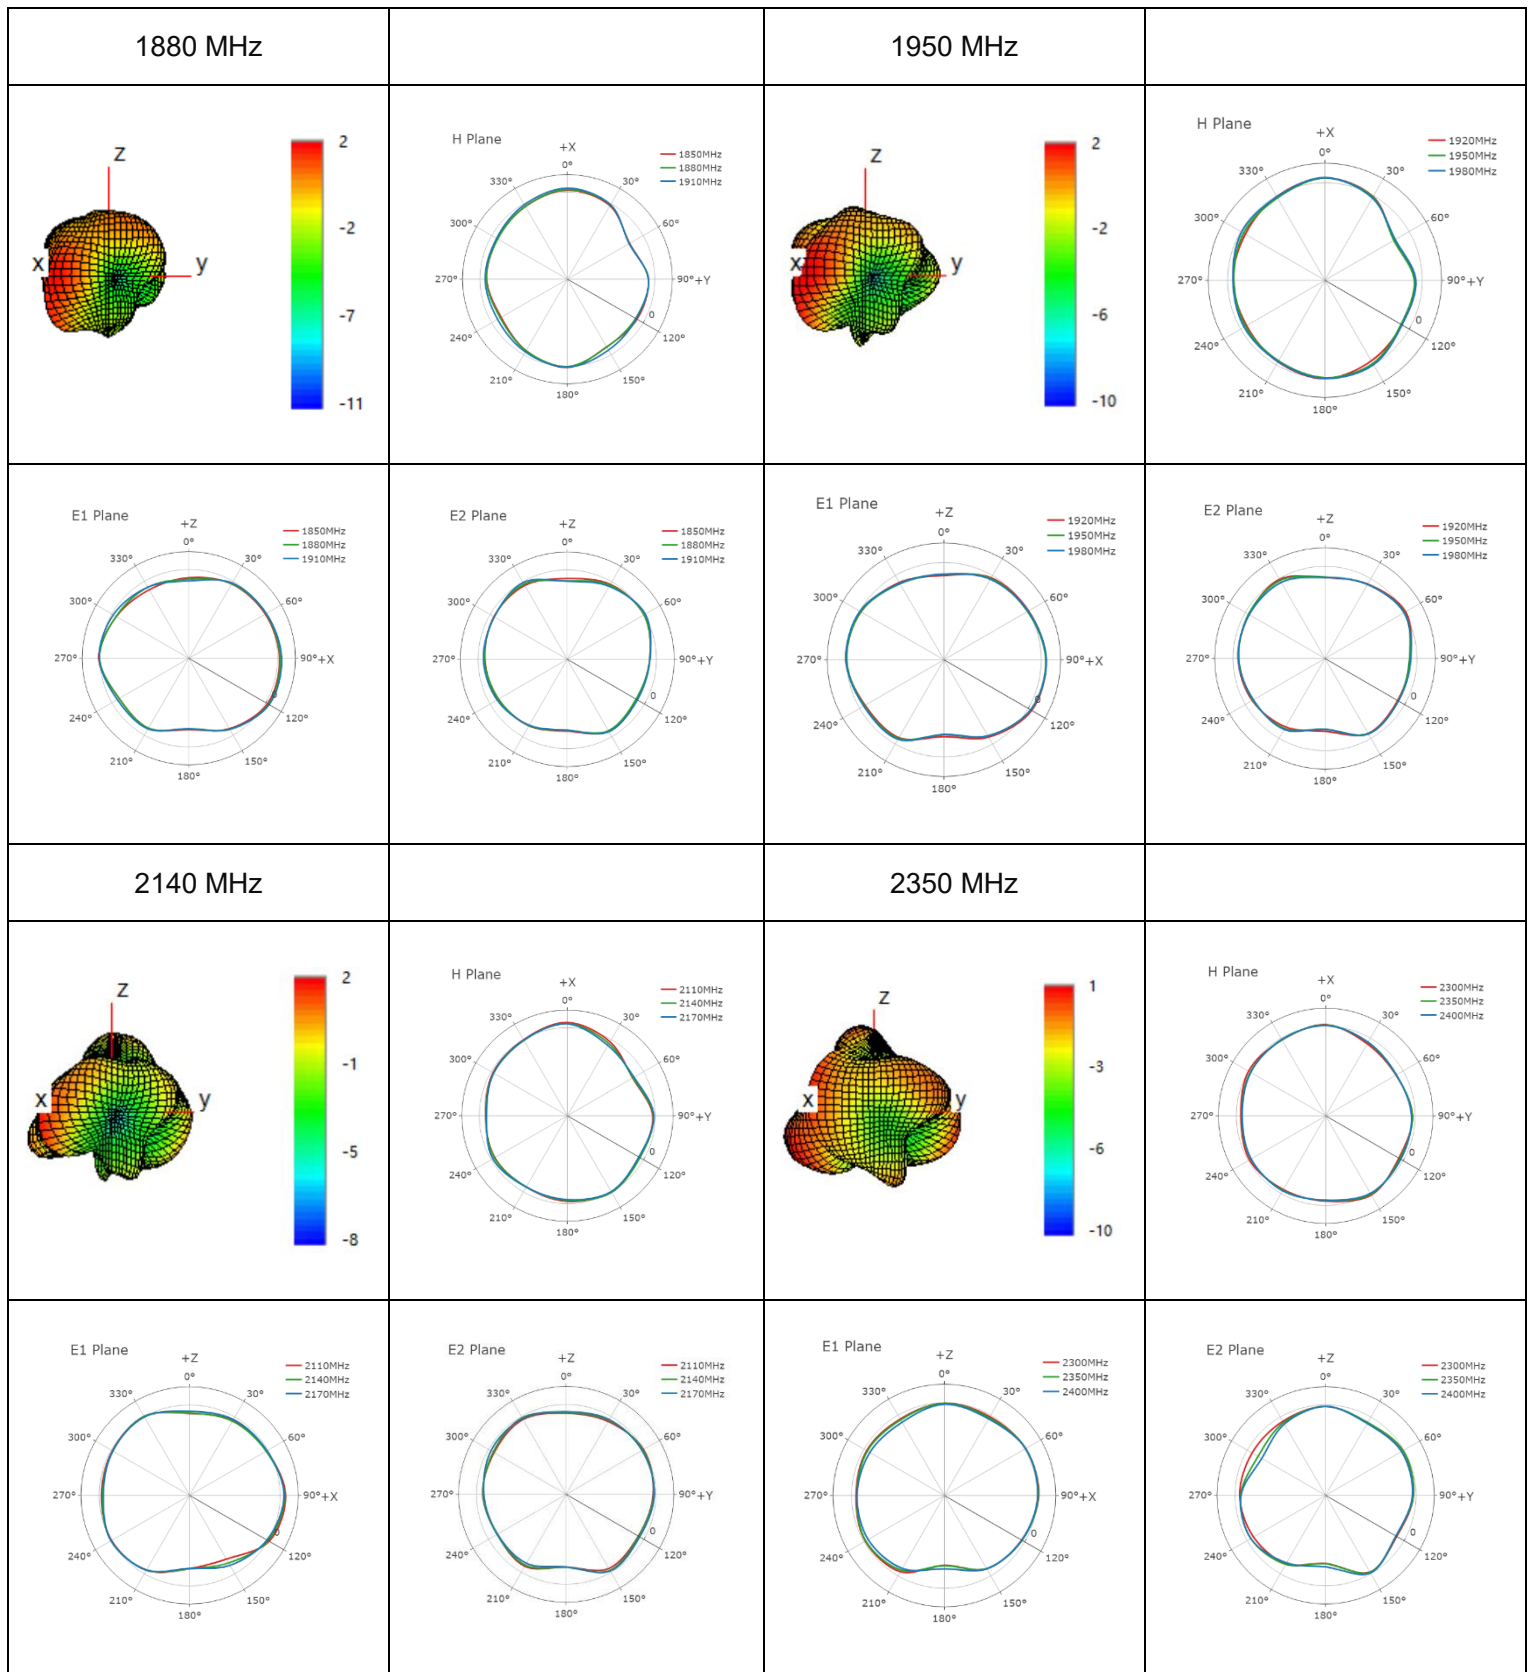 1880 MHz
1950 MHz
Z
X
y
2
-2
-7
-11
H Plane
+X
0°
30°
60°
90°+Y
120°
150°
180°
210°
240°
270°
300°
330°
0
1850MHz
1880MHz
1910MHz
Z
X
y
2
-2
-6
-10
H Plane
+X
0°
30°
60°
90°+Y
120°
150°
180°
210°
240°
270°
300°
330°
0
1920MHz
1950MHz
1980MHz
E1 Plane
+Z
0°
30°
60°
90°+X
120°
150°
180°
210°
240°
270°
300°
330°
0
1850MHz
1880MHz
1910MHz
E2 Plane
+Z
0°
30°
60°
90°+Y
120°
150°
180°
210°
240°
270°
300°
330°
0
1850MHz
1880MHz
1910MHz
E1 Plane
+Z
0°
30°
60°
90°+X
120°
150°
180°
210°
240°
270°
300°
330°
0
1920MHz
1950MHz
1980MHz
E2 Plane
+Z
0°
30°
60°
90°+Y
120°
150°
180°
210°
240°
270°
300°
330°
0
1920MHz
1950MHz
1980MHz
2140 MHz
2350 MHz
Z
X
y
2
-1
-5
-8
H Plane
+X
0°
30°
60°
90°+Y
120°
150°
180°
210°
240°
270°
300°
330°
0
2110MHz
2140MHz
2170MHz
Z
X
y
1
-3
-6
-10
H Plane
+X
0°
30°
60°
90°+Y
120°
150°
180°
210°
240°
270°
300°
330°
0
2300MHz
2350MHz
2400MHz
E1 Plane
+Z
0°
30°
60°
90°+X
120°
150°
180°
210°
240°
270°
300°
330°
0
2110MHz
2140MHz
2170MHz
E2 Plane
+Z
0°
30°
60°
90°+Y
120°
150°
180°
210°
240°
270°
300°
330°
0
2110MHz
2140MHz
2170MHz
E1 Plane
+Z
0°
30°
60°
90°+X
120°
150°
180°
210°
240°
270°
300°
330°
0
2300MHz
2350MHz
2400MHz
E2 Plane
+Z
0°
30°
60°
90°+Y
120°
150°
180°
210°
240°
270°
300°
330°
0
2300MHz
2350MHz
2400MHz